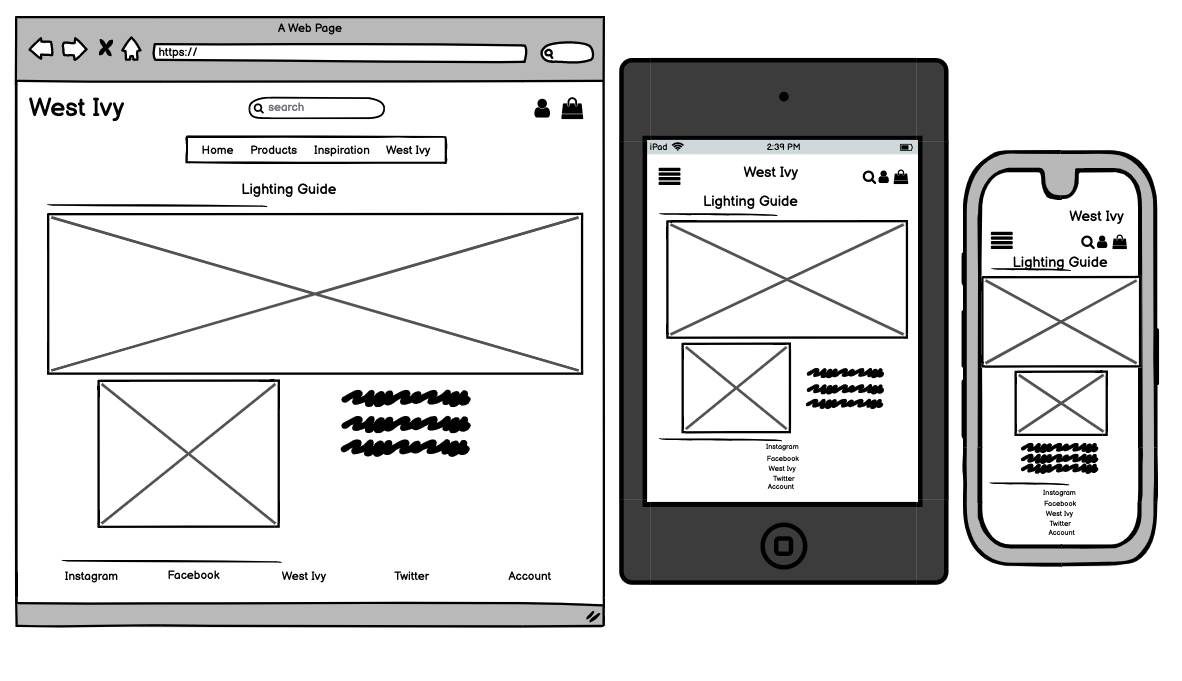 A Web Page
https://
West Ivy
search
Home Products Inspiration West Ivy
Lighting Guide
Instagram Facebook West Ivy Twitter Account
iPad 2:39 PM
West Ivy
Lighting Guide
Instagram
Facebook
West Ivy
Twitter
Account
West Ivy
Lighting Guide
Instagram
Facebook
West Ivy
Twitter
Account